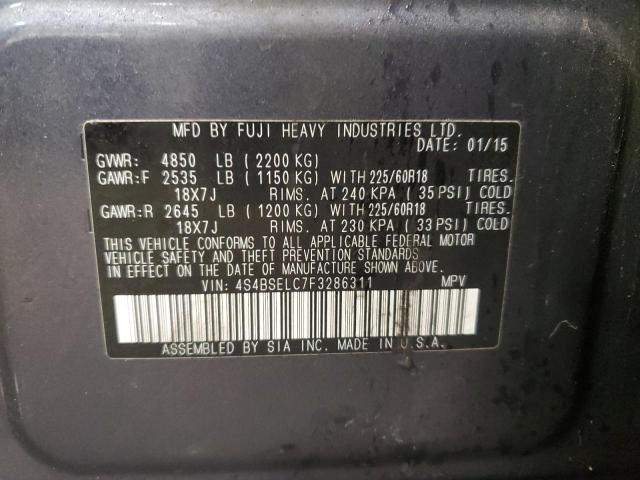 MFD BY FUJI HEAVY INDUSTRIES LTD.
DATE: 01/15
GVWR: 4850 LB ( 2200 KG)
GAWR:F 2535 LB ( 1150 KG) WITH 225/60R18 TIRES.
18X7J RIMS. AT 240 KPA ( 35 PSI) COLD
GAWR:R 2645 LB ( 1200 KG) WITH 225/60R18 TIRES.
18X7J RIMS. AT 230 KPA ( 33 PSI) COLD
THIS VEHICLE CONFORMS TO ALL APPLICABLE FEDERAL MOTOR
VEHICLE SAFETY AND THEFT PREVENTION STANDARDS
IN EFFECT ON THE DATE OF MANUFACTURE SHOWN ABOVE.
VIN: 4S4BSELC7F3286311 MPV
ASSEMBLED BY SIA INC. MADE IN U.S.A.